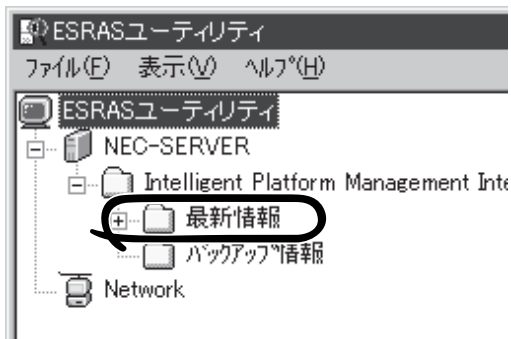 ESRASユーティリティ
ﾌｧｲﾙ(F) 表示(V) ﾍﾙﾌﾟ(H)
ESRASユーティリティ
NEC-SERVER
Intelligent Platform Management Inte
最新情報
ﾊﾞｯｸｱｯﾌﾟ情報
Network